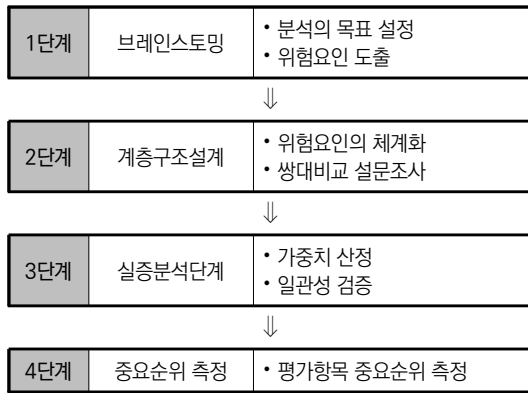 1단계 브레인스토밍
• 분석의 목표 설정
• 위험요인 도출
⇓
2단계 계층구조설계
• 위험요인의 체계화
• 쌍대비교 설문조사
⇓
3단계 실증분석단계
• 가중치 산정
• 일관성 검증
⇓
4단계 중요순위 측정 • 평가항목 중요순위 측정